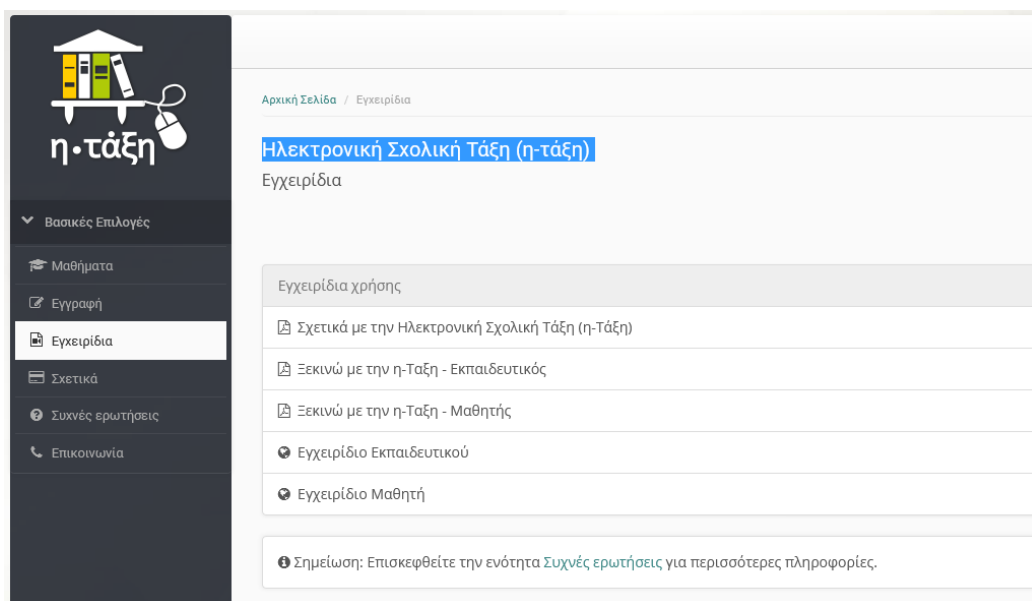 η•τάξη
Βασικές Επιλογές
Μαθήματα
Εγγραφή
Εγχειρίδια
Σχετικά
Συχνές ερωτήσεις
Επικοινωνία
Αρχική Σελίδα / Εγχειρίδια
Ηλεκτρονική Σχολική Τάξη (η-τάξη)
Εγχειρίδια
Εγχειρίδια χρήσης
Σχετικά με την Ηλεκτρονική Σχολική Τάξη (η-Τάξη)
Ξεκινώ με την η-Ταξη - Εκπαιδευτικός
Ξεκινώ με την η-Ταξη - Μαθητής
Εγχειρίδιο Εκπαιδευτικού
Εγχειρίδιο Μαθητή
Σημείωση: Επισκεφθείτε την ενότητα Συχνές ερωτήσεις για περισσότερες πληροφορίες.